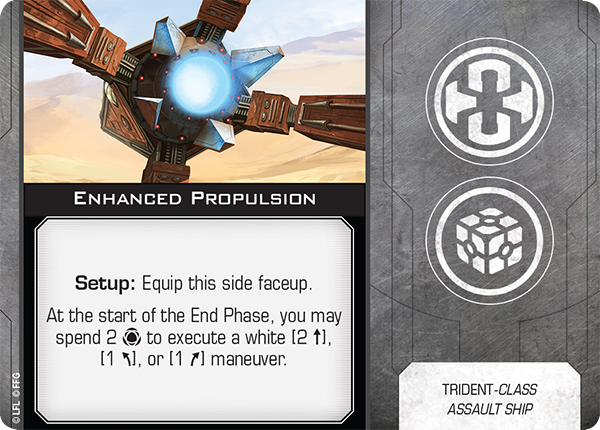 ENHANCED PROPULSION
Setup: Equip this side faceup.
At the start of the End Phase, you may
spend 2 to execute a white [2 ⬆],
[1 ↖], or [1 ↗] maneuver.
TRIDENT-CLASS
ASSAULT SHIP
© LFL © FFG